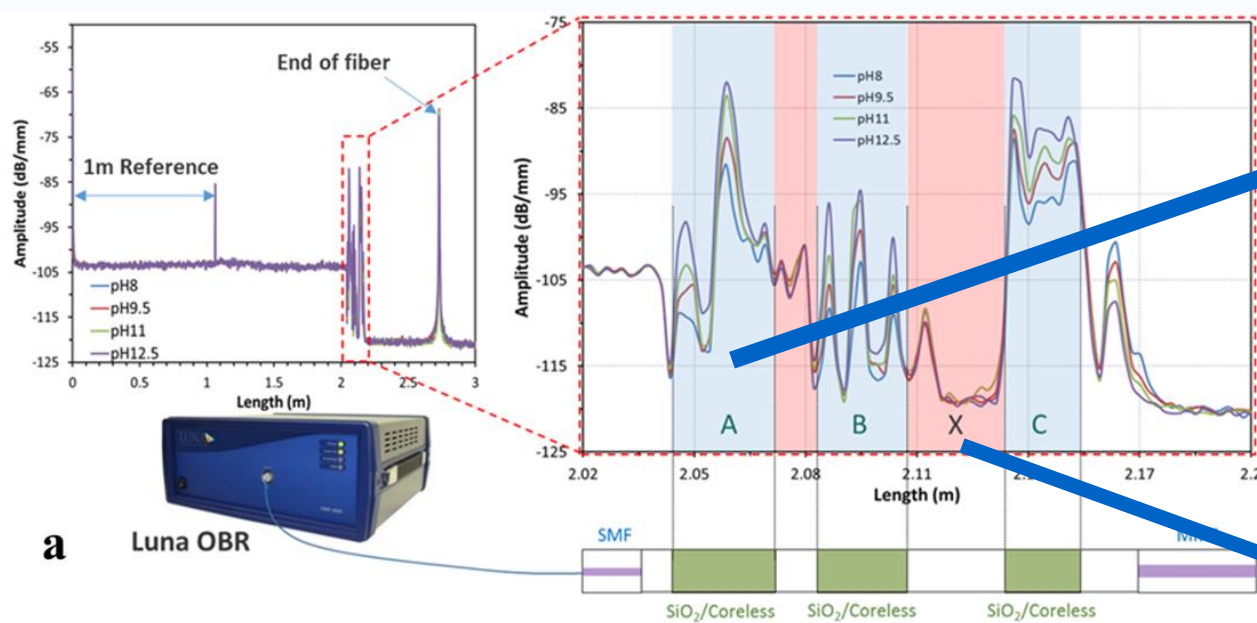 -55
-65
-75
-85
-95
-105
-115
-125
Amplitude (dB/mm)
End of fiber
1m Reference
pH8
pH9.5
pH11
pH12.5
0
0.5
1
1.5
2
2.5
3
Length (m)
-75
-85
-95
-105
-115
-125
Amplitude (dB/mm)
pH8
pH9.5
pH11
pH12.5
A
B
X
C
2.02
2.05
2.08
2.11
2.17
Length (m)
LUNA
a
Luna OBR
SMF
SiO₂/Coreless
SiO₂/Coreless
SiO₂/Coreless